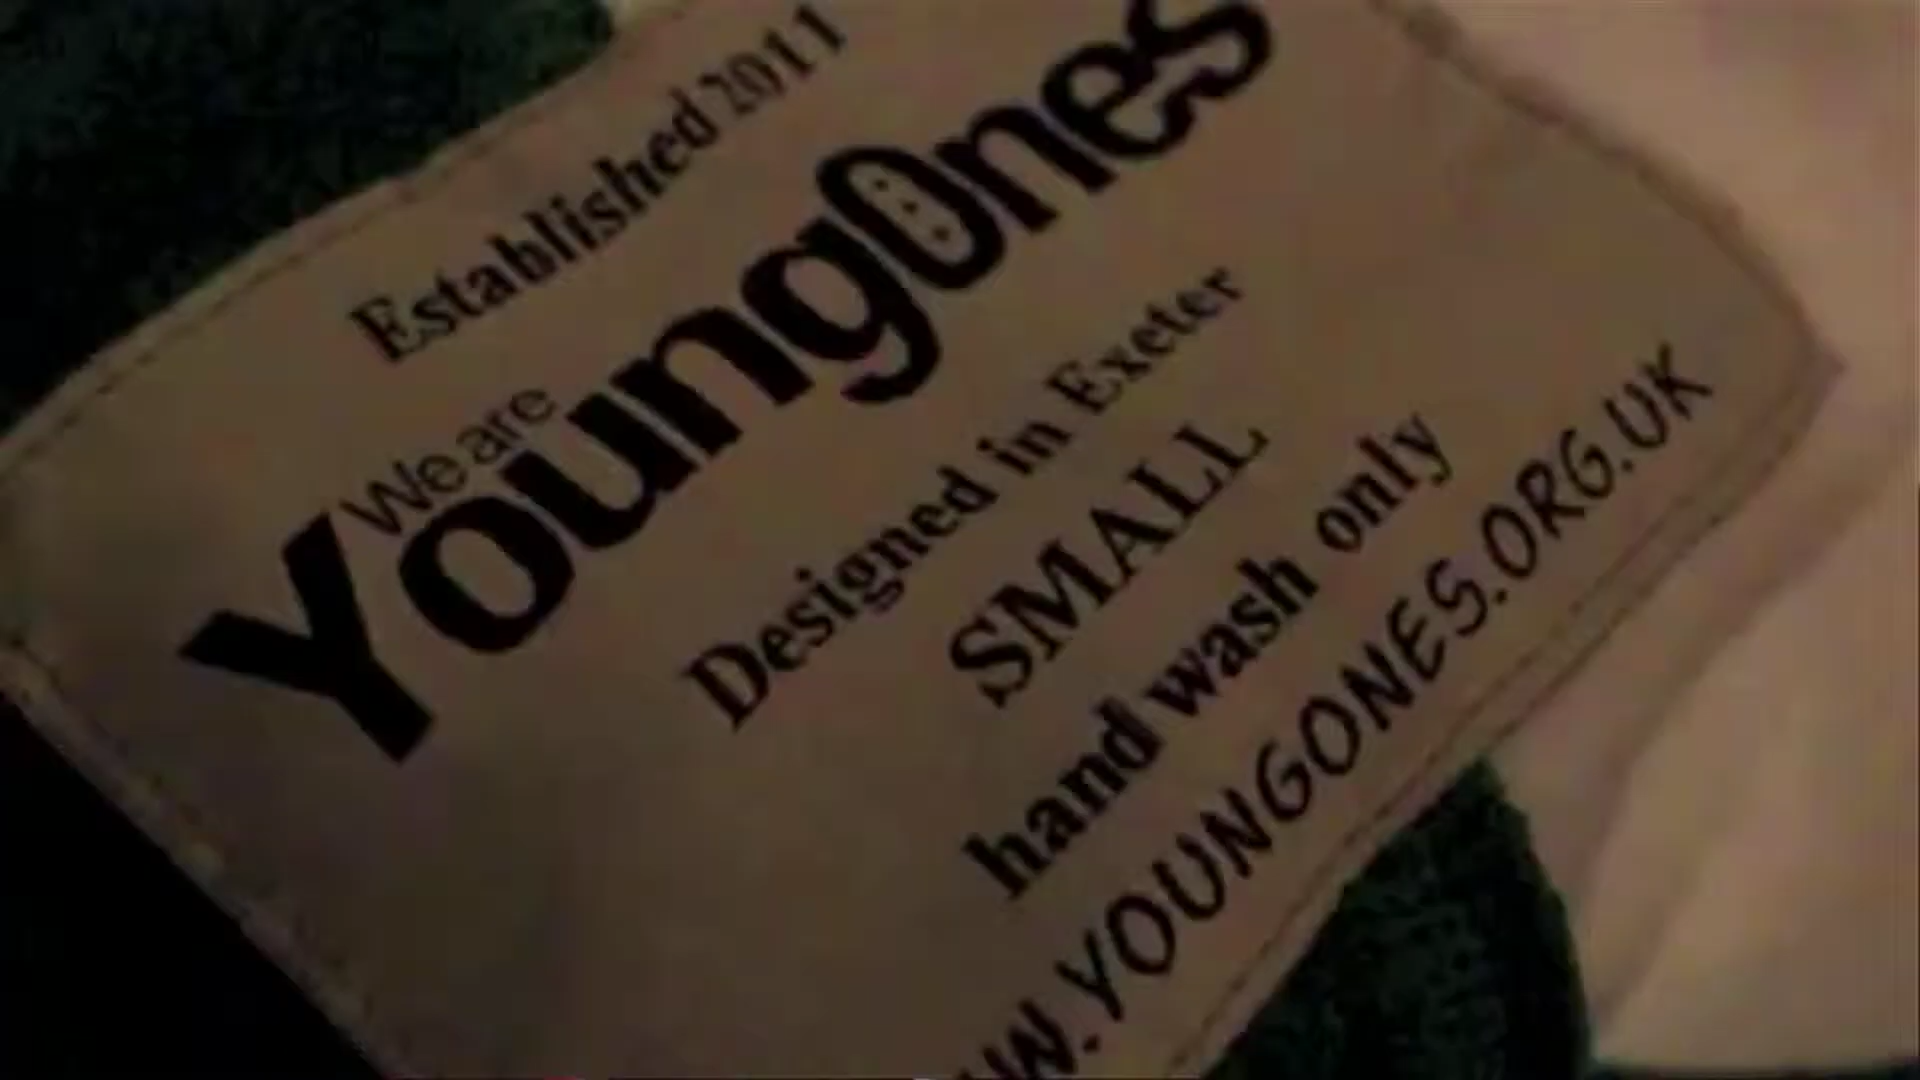 Established 2011
We are
YoungOnes
Designed in Exeter
SMALL
hand wash only
W.YOUNGONES.ORG.UK